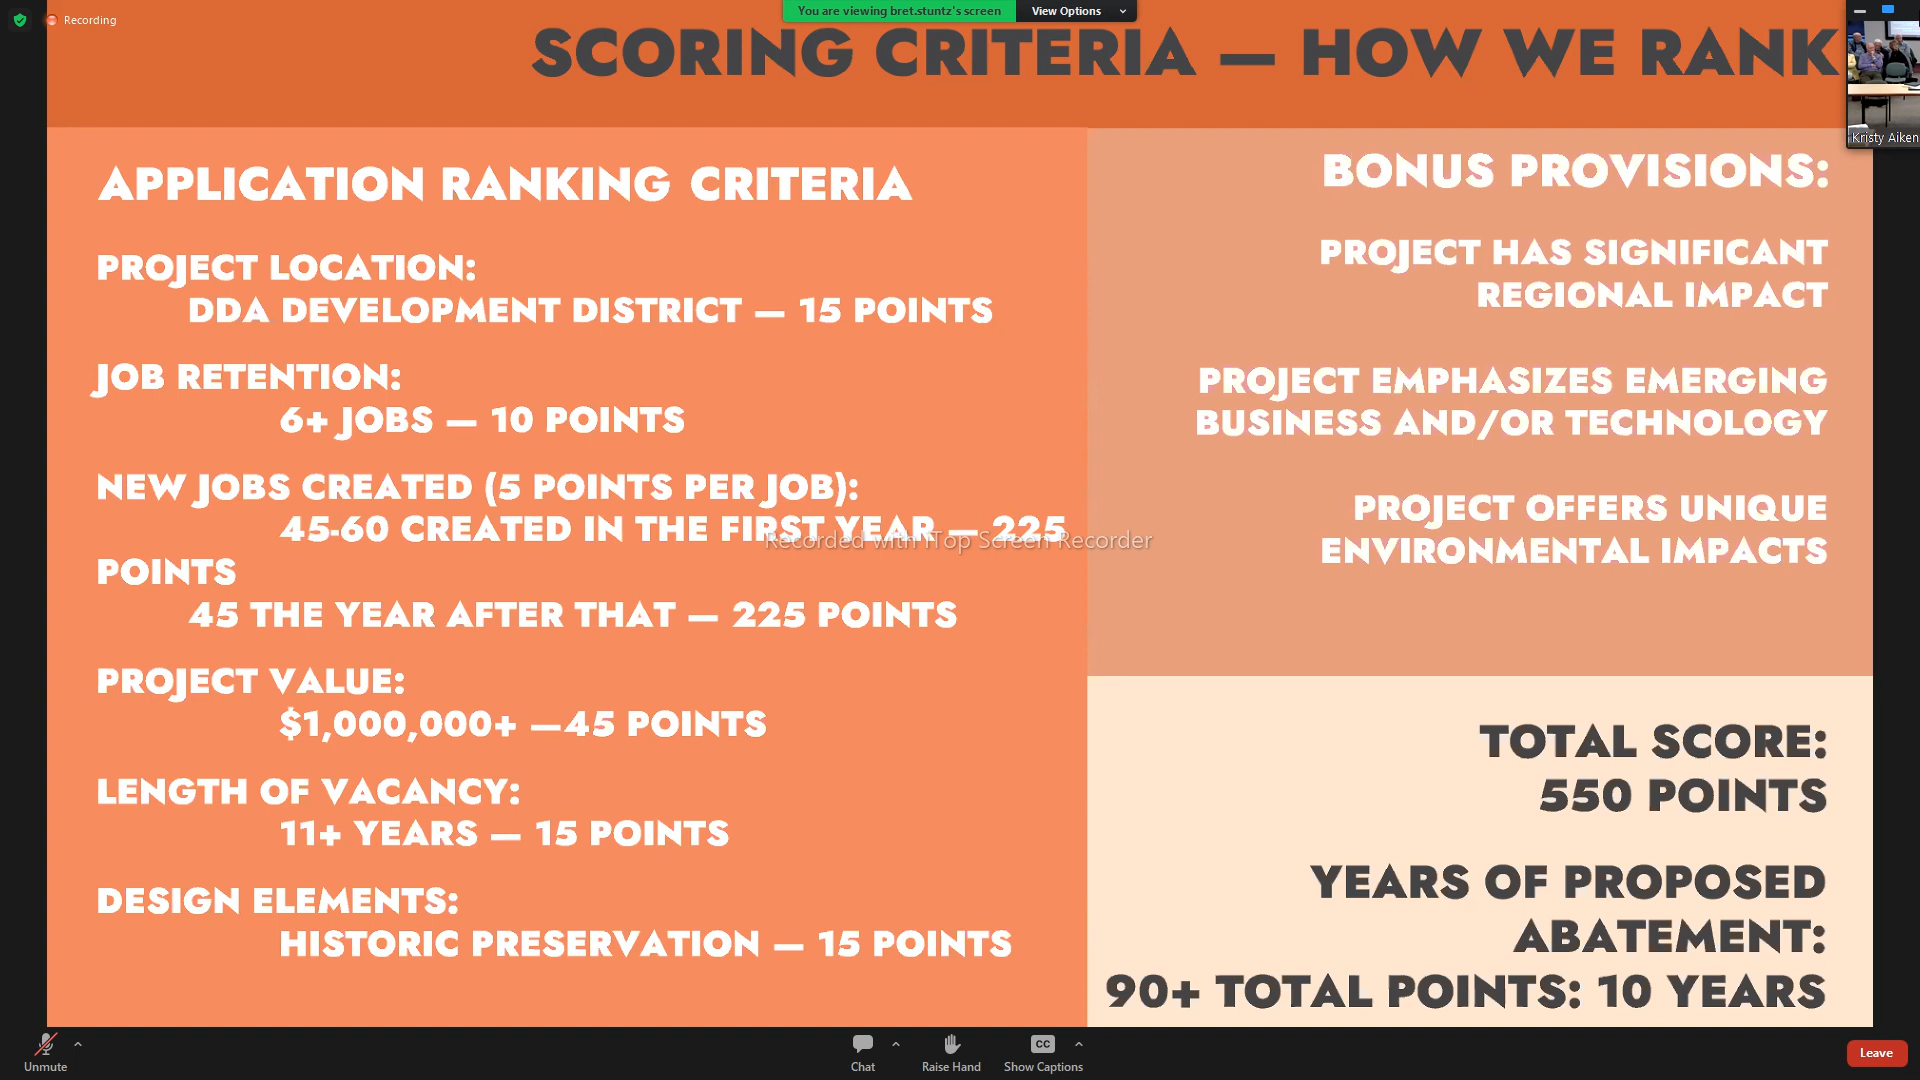 Recording
You are viewing bret.stuntz's screen
View Options
SCORING CRITERIA — HOW WE RANK
Kristy Aiken
APPLICATION RANKING CRITERIA
PROJECT LOCATION:
DDA DEVELOPMENT DISTRICT — 15 POINTS
JOB RETENTION:
6+ JOBS — 10 POINTS
NEW JOBS CREATED (5 POINTS PER JOB):
45-60 CREATED IN THE FIRST YEAR — 225
POINTS
45 THE YEAR AFTER THAT — 225 POINTS
PROJECT VALUE:
$1,000,000+ —45 POINTS
LENGTH OF VACANCY:
11+ YEARS — 15 POINTS
DESIGN ELEMENTS:
HISTORIC PRESERVATION — 15 POINTS
BONUS PROVISIONS:
PROJECT HAS SIGNIFICANT
REGIONAL IMPACT
PROJECT EMPHASIZES EMERGING
BUSINESS AND/OR TECHNOLOGY
PROJECT OFFERS UNIQUE
ENVIRONMENTAL IMPACTS
Recorded with iTop Screen Recorder
TOTAL SCORE:
550 POINTS
YEARS OF PROPOSED
ABATEMENT:
90+ TOTAL POINTS: 10 YEARS
Unmute
Chat
Raise Hand
CC
Show Captions
Leave